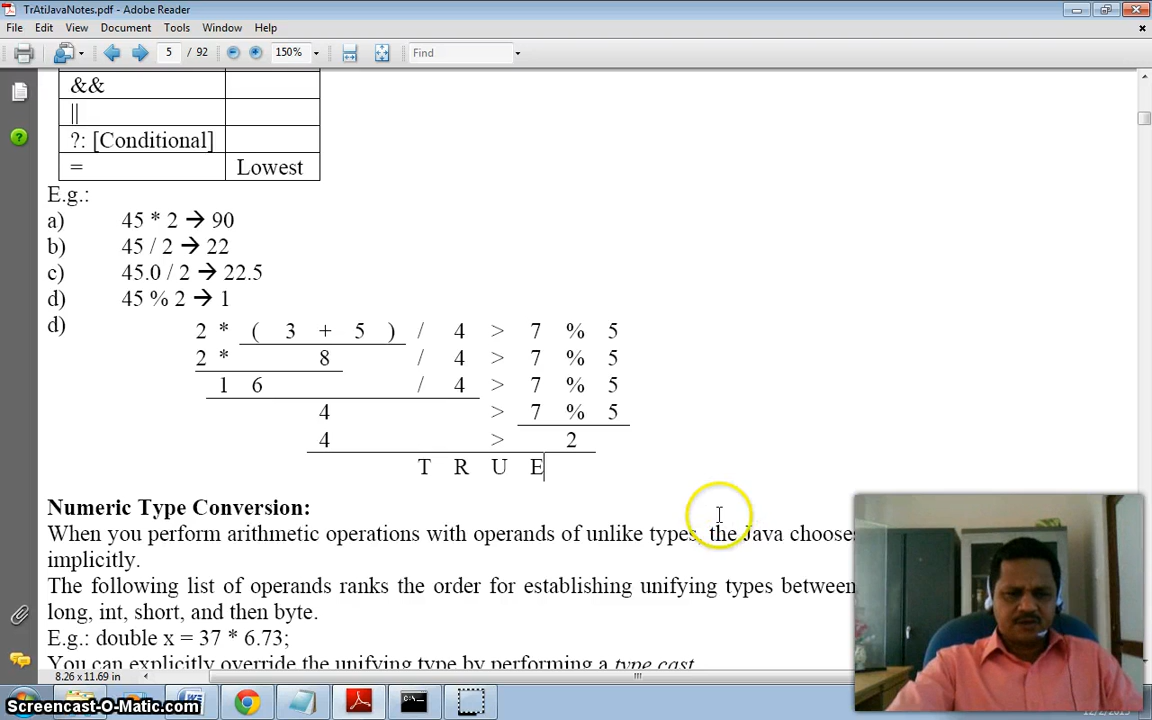 TrAtiJavaNotes.pdf - Adobe Reader
File Edit View Document Tools Window Help
5 / 92 150% Find
&&
||
?: [Conditional]
= Lowest
E.g.:
a) 45 * 2 → 90
b) 45 / 2 → 22
c) 45.0 / 2 → 22.5
d) 45 % 2 → 1
d) 2 * ( 3 + 5 ) / 4 > 7 % 5
2 * 8 / 4 > 7 % 5
1 6 / 4 > 7 % 5
4 > 7 % 5
4 > 2
T R U E
Numeric Type Conversion:
When you perform arithmetic operations with operands of unlike types, the Java chooses
implicitly.
The following list of operands ranks the order for establishing unifying types between
long, int, short, and then byte.
E.g.: double x = 37 * 6.73;
You can explicitly override the unifying type by performing a type cast
8.26 x 11.69 in
Screencast-O-Matic.com